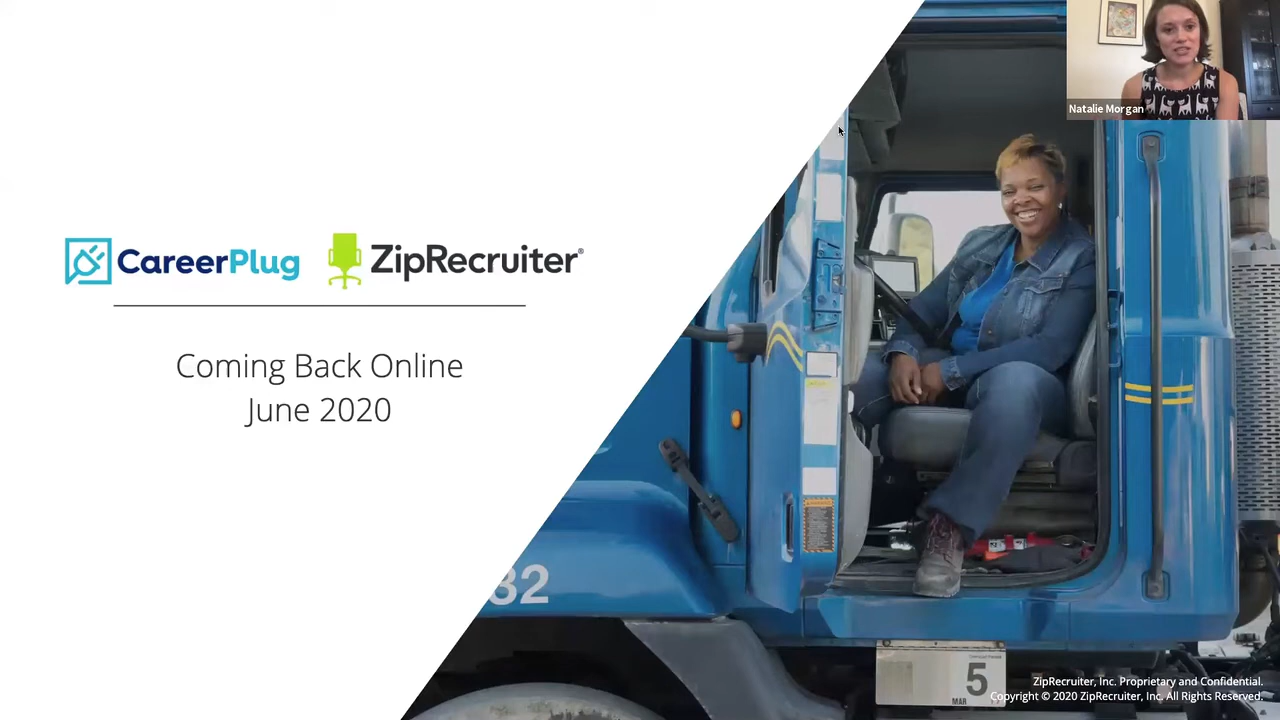 Natalie Morgan
CareerPlug
ZipRecruiter®
Coming Back Online
June 2020
32
5
MAR
ZipRecruiter, Inc. Proprietary and Confidential.
Copyright © 2020 ZipRecruiter, Inc. All Rights Reserved.